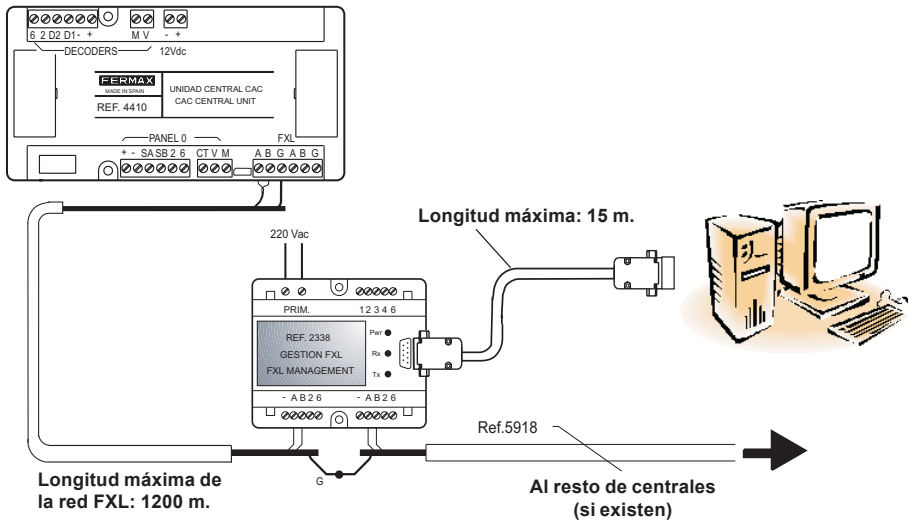 6 2 D2 D1 - + M V - +
DECODERS 12Vdc
FERMAX
MADE IN SPAIN
REF. 4410
UNIDAD CENTRAL CAC
CAC CENTRAL UNIT
PANEL 0 FXL
+ - SA SB 2 6 CT V M A B G A B G
Longitud máxima: 15 m.
220 Vac
PRIM. 1 2 3 4 6
REF. 2338
GESTION FXL
FXL MANAGEMENT
Pwr
Rx
Tx
- A B 2 6 - A B 2 6
G
Ref.5918
Longitud máxima de
la red FXL: 1200 m.
Al resto de centrales
(si existen)